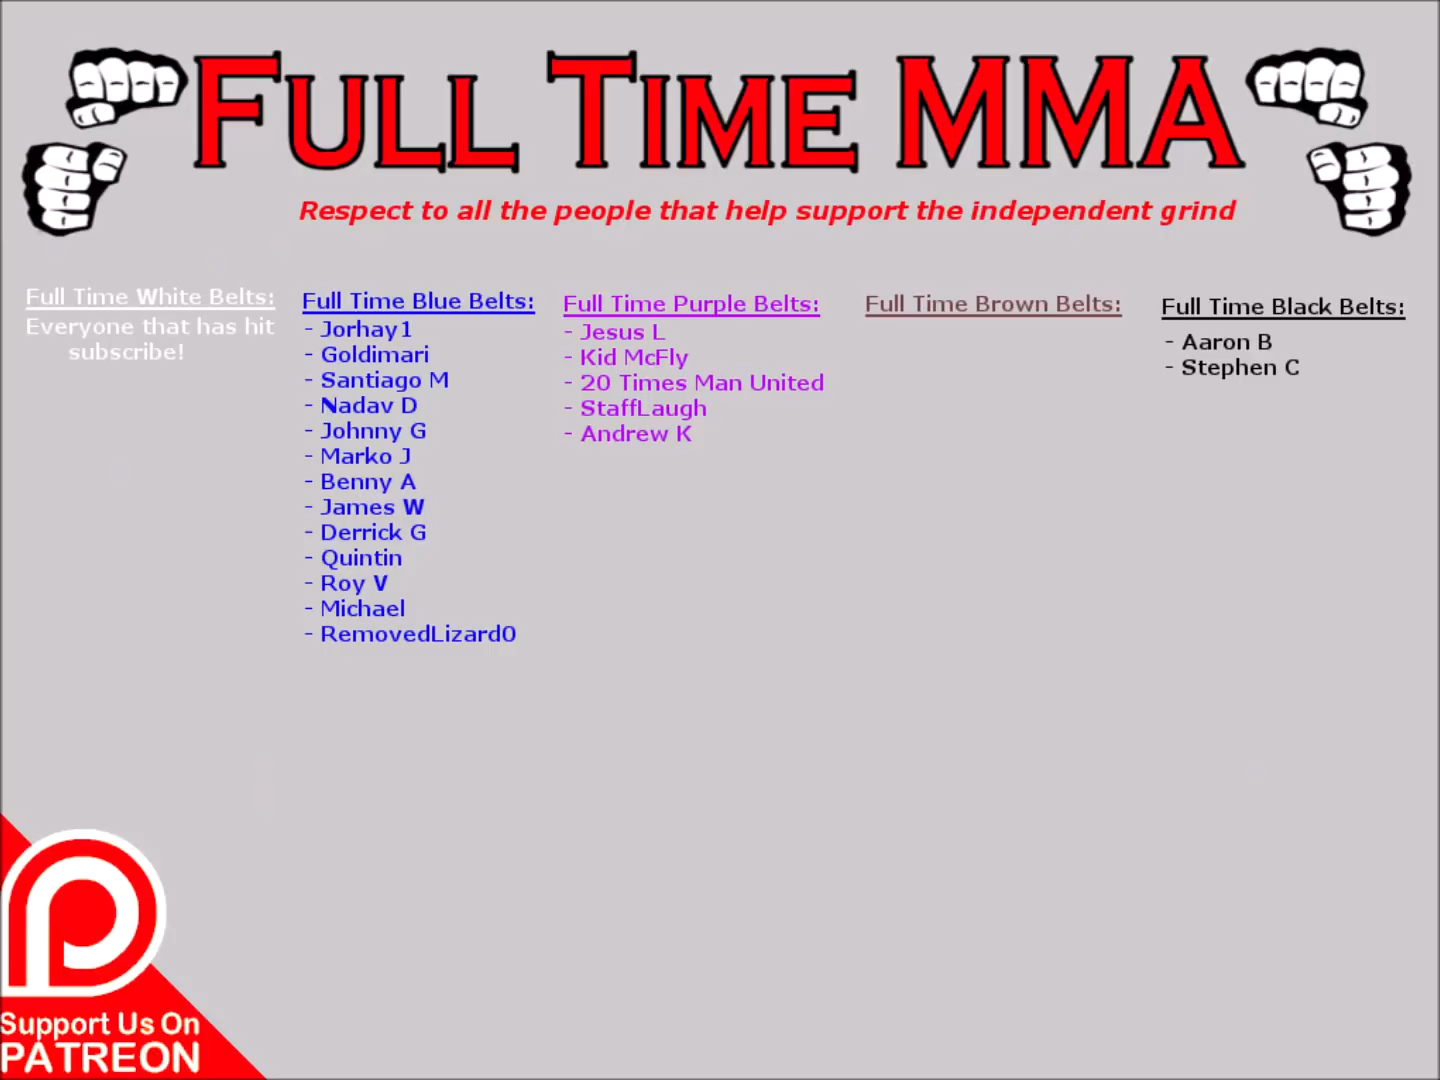 FULL TIME MMA
Respect to all the people that help support the independent grind
Full Time White Belts:
Everyone that has hit
subscribe!
Full Time Blue Belts:
- Jorhay1
- Goldimari
- Santiago M
- Nadav D
- Johnny G
- Marko J
- Benny A
- James W
- Derrick G
- Quintin
- Roy V
- Michael
- RemovedLizard0
Full Time Purple Belts:
- Jesus L
- Kid McFly
- 20 Times Man United
- StaffLaugh
- Andrew K
Full Time Brown Belts:
Full Time Black Belts:
- Aaron B
- Stephen C
Support Us On
PATREON